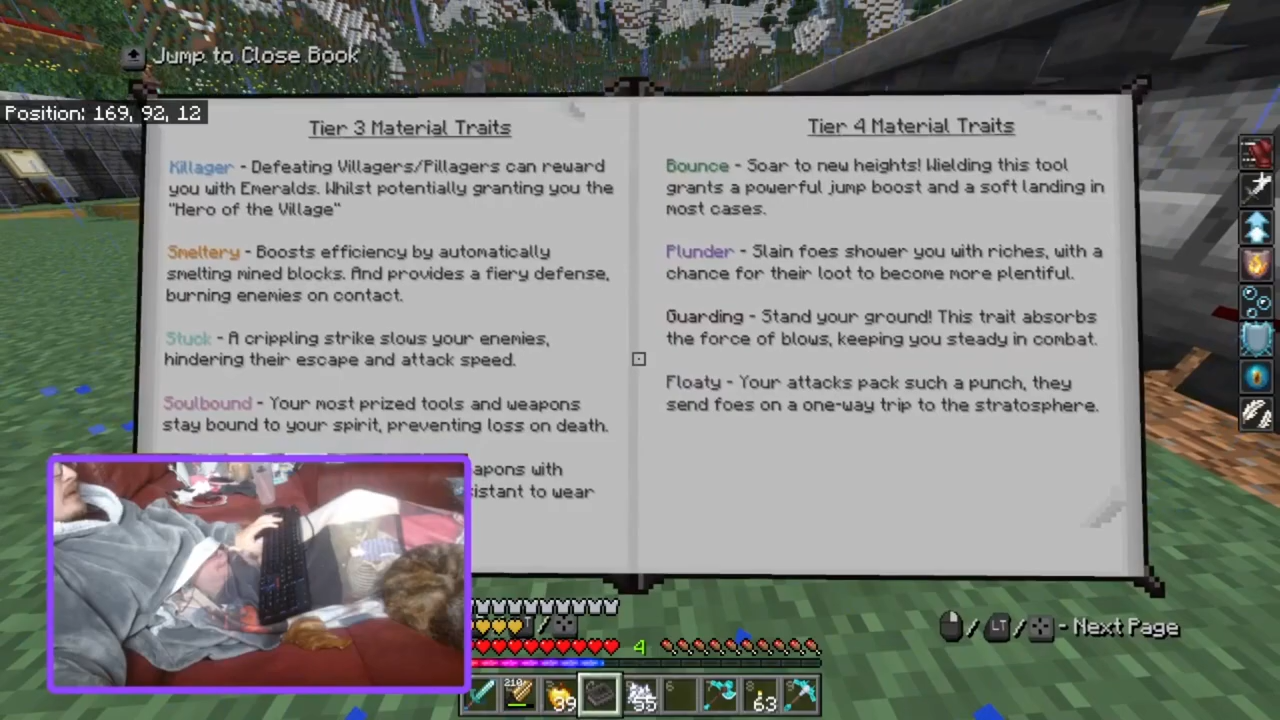 Jump to Close Book
Position: 169, 92, 12
Tier 3 Material Traits
Killager - Defeating Villagers/Pillagers can reward
you with Emeralds. Whilst potentially granting you the
"Hero of the Village"
Smeltery - Boosts efficiency by automatically
smelting mined blocks. And provides a fiery defense,
burning enemies on contact.
Stuck - A crippling strike slows your enemies,
hindering their escape and attack speed.
Soulbound - Your most prized tools and weapons
stay bound to your spirit, preventing loss on death.
apons with
istant to wear
Tier 4 Material Traits
Bounce - Soar to new heights! Wielding this tool
grants a powerful jump boost and a soft landing in
most cases.
Plunder - Slain foes shower you with riches, with a
chance for their loot to become more plentiful.
Guarding - Stand your ground! This trait absorbs
the force of blows, keeping you steady in combat.
Floaty - Your attacks pack such a punch, they
send foes on a one-way trip to the stratosphere.
/ LT / - Next Page
4
210
39
55
6
8
63
9